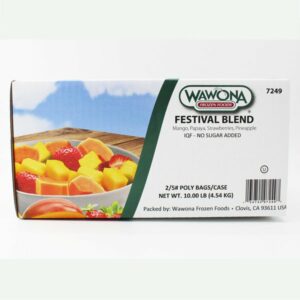 WAWONA
FROZEN FOODS
7249
FESTIVAL BLEND
Mango, Papaya, Strawberries, Pineapple
IQF - NO SUGAR ADDED
2/5# POLY BAGS/CASE
NET WT. 10.00 LB (4.54 KG)
Packed by: Wawona Frozen Foods • Clovis, CA 93611 USA